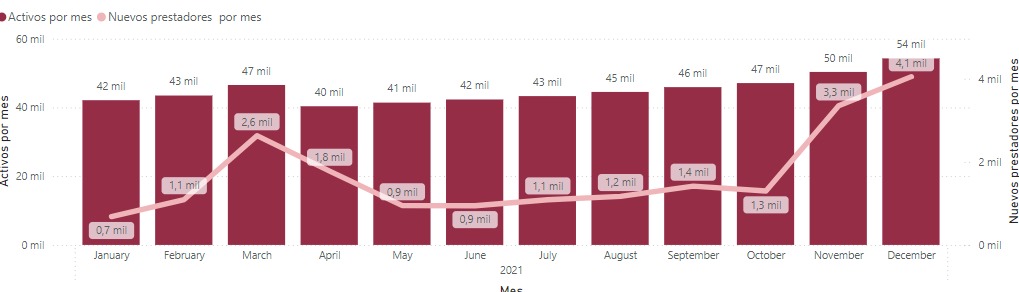 Activos por mes Nuevos prestadores por mes
60 mil
40 mil
20 mil
0 mil
Activos por mes
42 mil
43 mil
47 mil
40 mil
41 mil
42 mil
43 mil
45 mil
46 mil
47 mil
50 mil
54 mil
0,7 mil
1,1 mil
2,6 mil
1,8 mil
0,9 mil
0,9 mil
1,1 mil
1,2 mil
1,4 mil
1,3 mil
3,3 mil
4,1 mil
4 mil
2 mil
0 mil
Nuevos prestadores por mes
January February March April May June July August September October November December
2021
Mes